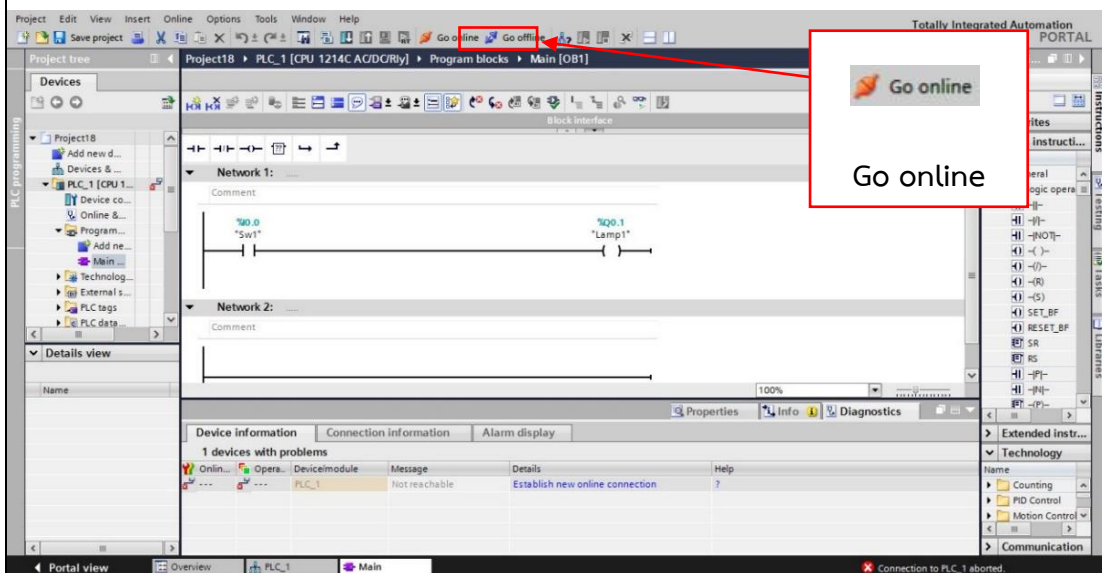 Project Edit View Insert Online Options Tools Window Help
Totally Integrated Automation
PORTAL
Save project
Go online
Go offline
Project tree
Project18 ▸ PLC_1 [CPU 1214C AC/DC/Rly] ▸ Program blocks ▸ Main [OB1]
Go online
Go online
Devices
Block interface
Project18
Add new d...
Devices & ...
PLC_1 [CPU 1...
Device co...
Online &...
Program...
Add ne...
Main ...
Technolog...
External s...
PLC tags
PLC data...
Details view
Name
PLC programming
Network 1: .....
Comment
%I0.0
"Sw1"
%Q0.1
"Lamp1"
Network 2: .....
Comment
100%
Properties
Info
Diagnostics
Device information
Connection information
Alarm display
1 devices with problems
Onlin... Opera... Device/module Message Details Help
--- --- PLC_1 Not reachable Establish new online connection ?
instructi...
-||-
-|/|-
-|NOT|-
-( )-
-(/)-
-(R)
-(S)
SET_BF
RESET_BF
SR
RS
-|P|-
-|N|-
-(P)-
Extended instr...
Technology
Name
Counting
PID Control
Motion Control
Communication
Instructions
Testing
Tasks
Libraries
Portal view
Overview
PLC_1
Main
Connection to PLC_1 aborted.